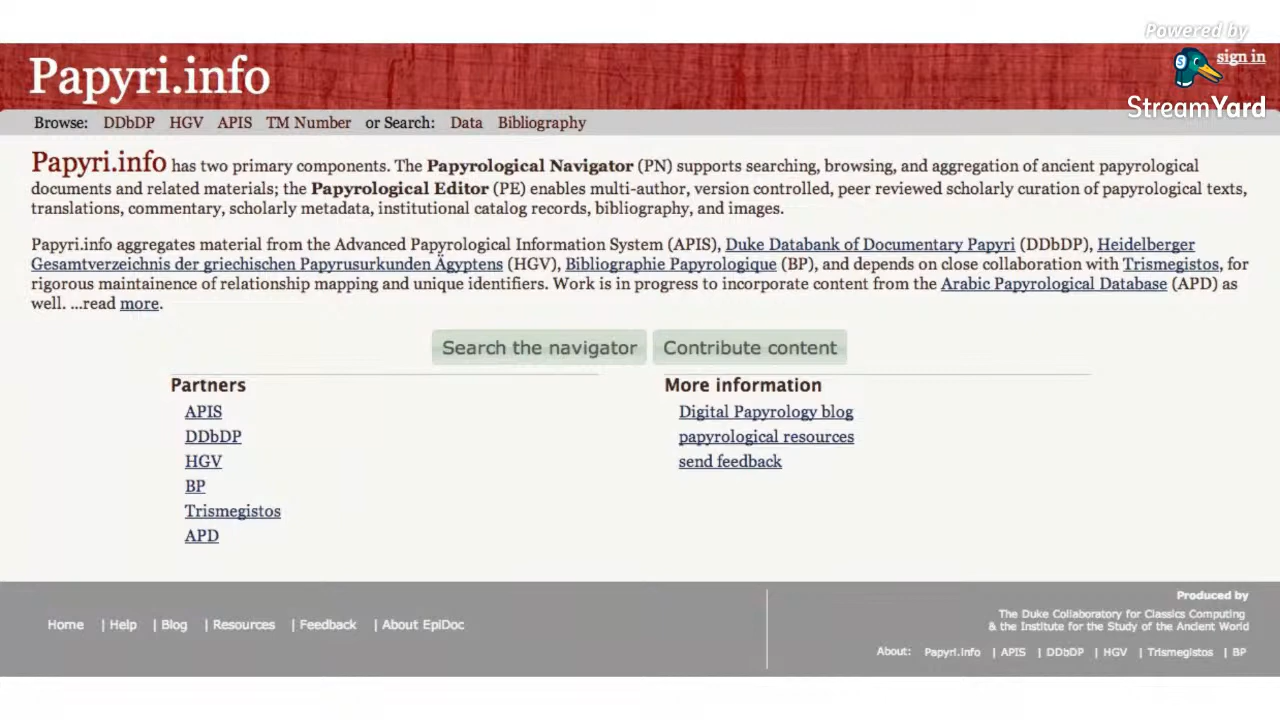 Powered by
StreamYard
Papyri.info
sign in
Browse: DDbDP HGV APIS TM Number or Search: Data Bibliography
Papyri.info has two primary components. The Papyrological Navigator (PN) supports searching, browsing, and aggregation of ancient papyrological
documents and related materials; the Papyrological Editor (PE) enables multi-author, version controlled, peer reviewed scholarly curation of papyrological texts,
translations, commentary, scholarly metadata, institutional catalog records, bibliography, and images.
Papyri.info aggregates material from the Advanced Papyrological Information System (APIS), Duke Databank of Documentary Papyri (DDbDP), Heidelberger
Gesamtverzeichnis der griechischen Papyrusurkunden Ägyptens (HGV), Bibliographie Papyrologique (BP), and depends on close collaboration with Trismegistos, for
rigorous maintainence of relationship mapping and unique identifiers. Work is in progress to incorporate content from the Arabic Papyrological Database (APD) as
well. ...read more.
Search the navigator Contribute content
Partners
APIS
DDbDP
HGV
BP
Trismegistos
APD
More information
Digital Papyrology blog
papyrological resources
send feedback
Home | Help | Blog | Resources | Feedback | About EpiDoc
Produced by
The Duke Collaboratory for Classics Computing
& the Institute for the Study of the Ancient World
About: Papyri.info | APIS | DDbDP | HGV | Trismegistos | BP